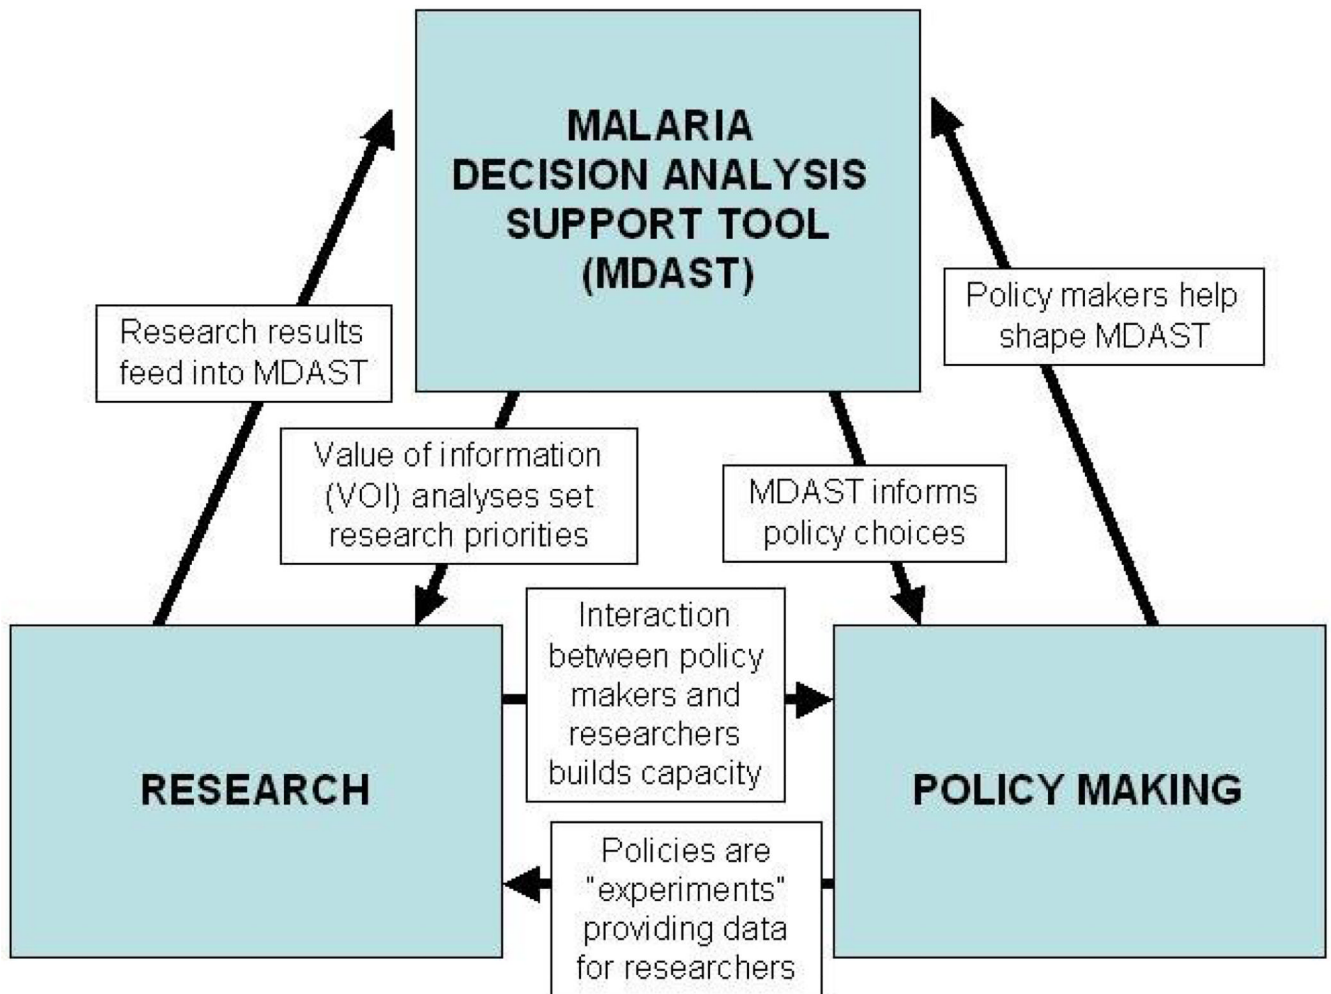 MALARIA
DECISION ANALYSIS
SUPPORT TOOL
(MDAST)
Research results
feed into MDAST
Policy makers help
shape MDAST
Value of information
(VOI) analyses set
research priorities
MDAST informs
policy choices
Interaction
between policy
makers and
researchers
builds capacity
RESEARCH
POLICY MAKING
Policies are
"experiments"
providing data
for researchers